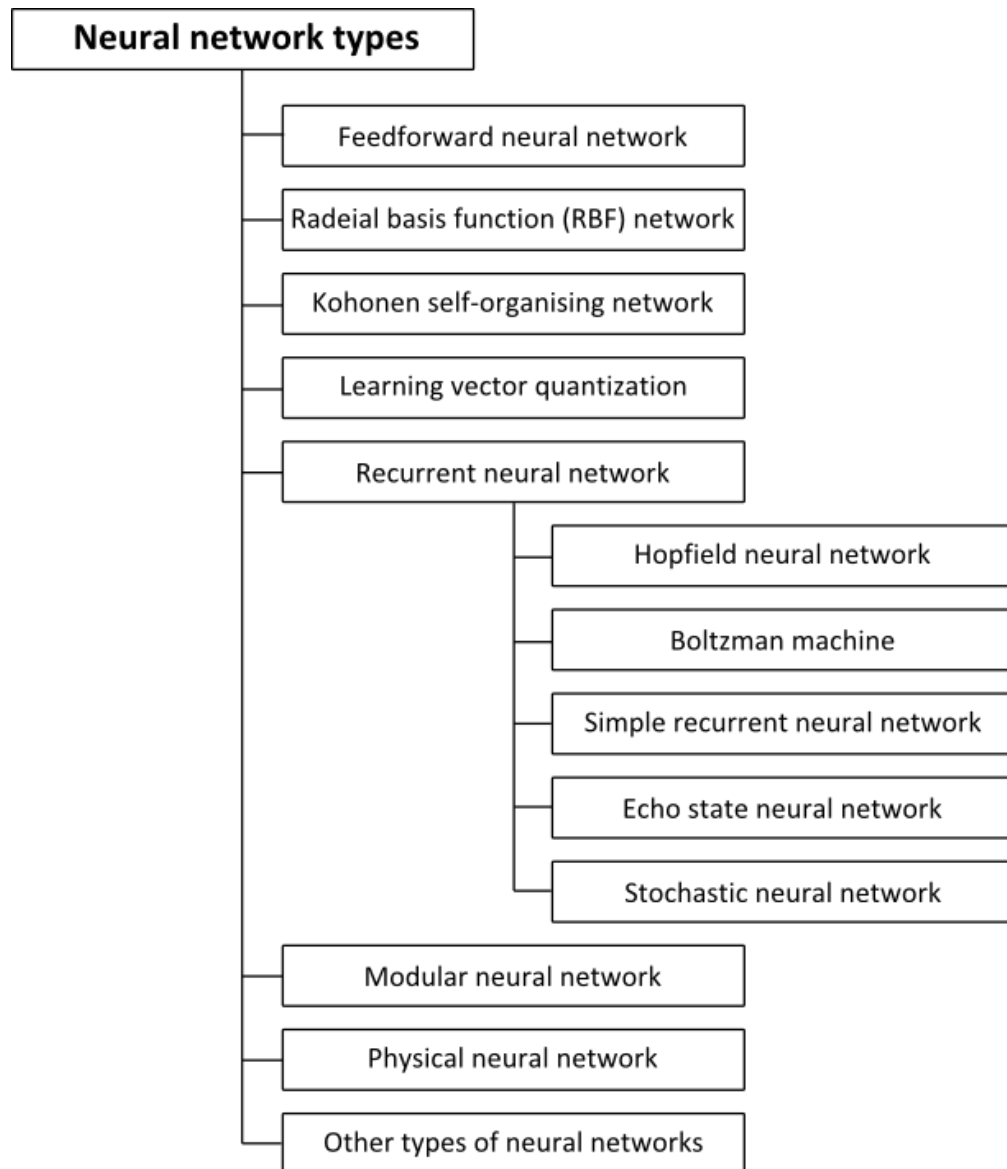 Neural network types
Feedforward neural network
Radeial basis function (RBF) network
Kohonen self-organising network
Learning vector quantization
Recurrent neural network
Hopfield neural network
Boltzman machine
Simple recurrent neural network
Echo state neural network
Stochastic neural network
Modular neural network
Physical neural network
Other types of neural networks